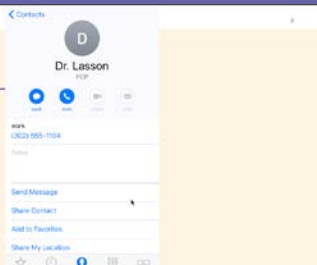 Contacts
D
Dr. Lasson
PCP
work
(302) 555-1104
Notes
Send Message
Share Contact
Add to Favorites
Share My Location